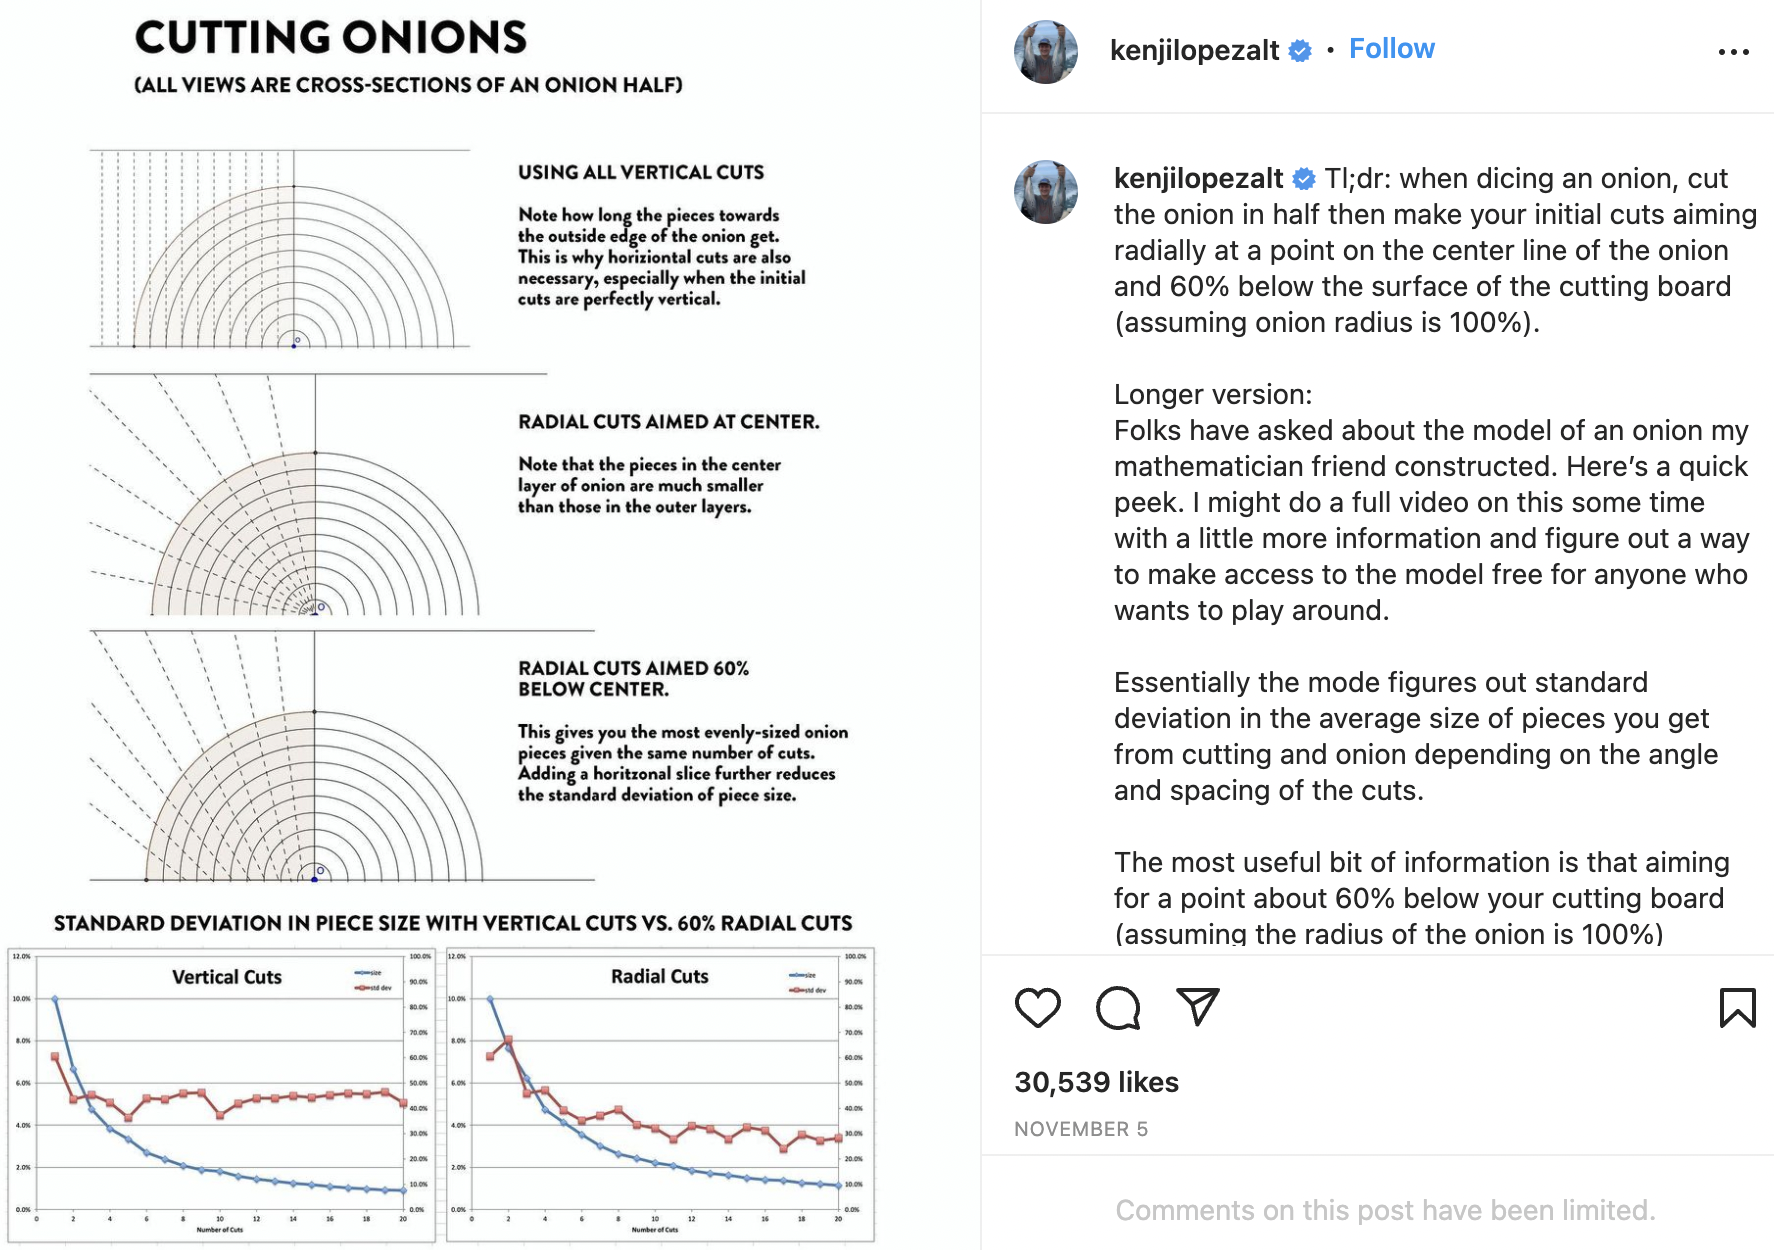 CUTTING ONIONS
(ALL VIEWS ARE CROSS-SECTIONS OF AN ONION HALF)
USING ALL VERTICAL CUTS
Note how long the pieces towards
the outside edge of the onion get.
This is why horiziontal cuts are also
necessary, especially when the initial
cuts are perfectly vertical.
O
RADIAL CUTS AIMED AT CENTER.
Note that the pieces in the center
layer of onion are much smaller
than those in the outer layers.
O
RADIAL CUTS AIMED 60%
BELOW CENTER.
This gives you the most evenly-sized onion
pieces given the same number of cuts.
Adding a horitzonal slice further reduces
the standard deviation of piece size.
O
STANDARD DEVIATION IN PIECE SIZE WITH VERTICAL CUTS VS. 60% RADIAL CUTS
Vertical Cuts
size
std dev
12.0%
10.0%
8.0%
6.0%
4.0%
2.0%
0.0%
100.0%
90.0%
80.0%
70.0%
60.0%
50.0%
40.0%
30.0%
20.0%
10.0%
0.0%
0 2 4 6 8 10 12 14 16 18 20
Number of Cuts
Radial Cuts
size
std dev
12.0%
10.0%
8.0%
6.0%
4.0%
2.0%
0.0%
100.0%
90.0%
80.0%
70.0%
60.0%
50.0%
40.0%
30.0%
20.0%
10.0%
0.0%
0 2 4 6 8 10 12 14 16 18 20
Number of Cuts
kenjilopezalt • Follow
kenjilopezalt Tl;dr: when dicing an onion, cut
the onion in half then make your initial cuts aiming
radially at a point on the center line of the onion
and 60% below the surface of the cutting board
(assuming onion radius is 100%).
Longer version:
Folks have asked about the model of an onion my
mathematician friend constructed. Here’s a quick
peek. I might do a full video on this some time
with a little more information and figure out a way
to make access to the model free for anyone who
wants to play around.
Essentially the mode figures out standard
deviation in the average size of pieces you get
from cutting and onion depending on the angle
and spacing of the cuts.
The most useful bit of information is that aiming
for a point about 60% below your cutting board
(assuming the radius of the onion is 100%)
30,539 likes
NOVEMBER 5
Comments on this post have been limited.